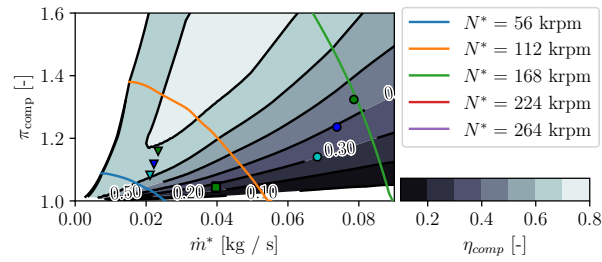 1.6
1.4
1.2
1.0
π_comp [-]
0.50
0.20
0.10
0.30
0.00
0.02
0.04
0.06
0.08
ṁ* [kg / s]
N* = 56 krpm
N* = 112 krpm
N* = 168 krpm
N* = 224 krpm
N* = 264 krpm
0.2
0.4
0.6
0.8
η_comp [-]